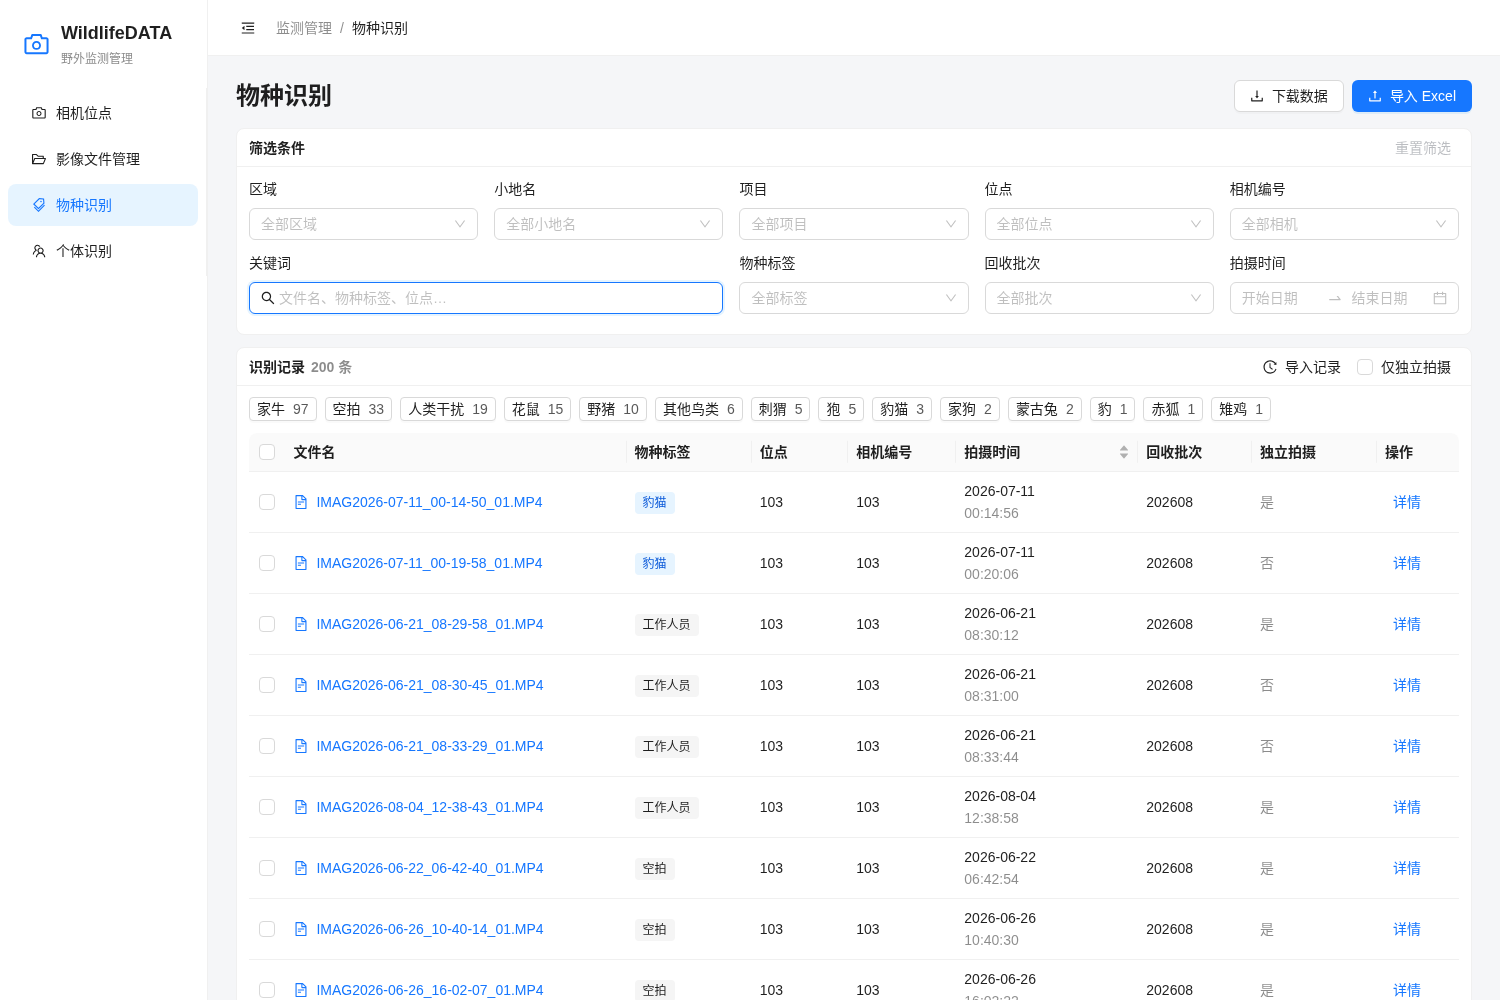 WildlifeDATA
野外监测管理
相机位点
影像文件管理
物种识别
个体识别
监测管理 / 物种识别
物种识别
下载数据 导入 Excel
筛选条件 重置筛选
区域 小地名 项目 位点 相机编号
全部区域 全部小地名 全部项目 全部位点 全部相机
关键词 物种标签 回收批次 拍摄时间
文件名、物种标签、位点… 全部标签 全部批次 开始日期 → 结束日期
识别记录 200 条 导入记录 仅独立拍摄
家牛 97 空拍 33 人类干扰 19 花鼠 15 野猪 10 其他鸟类 6 刺猬 5 狍 5 豹猫 3 家狗 2 蒙古兔 2 豹 1 赤狐 1 雉鸡 1
文件名 物种标签 位点 相机编号 拍摄时间 回收批次 独立拍摄 操作
IMAG2026-07-11_00-14-50_01.MP4 豹猫 103 103 2026-07-11 202608 是 详情
00:14:56
IMAG2026-07-11_00-19-58_01.MP4 豹猫 103 103 2026-07-11 202608 否 详情
00:20:06
IMAG2026-06-21_08-29-58_01.MP4 工作人员 103 103 2026-06-21 202608 是 详情
08:30:12
IMAG2026-06-21_08-30-45_01.MP4 工作人员 103 103 2026-06-21 202608 否 详情
08:31:00
IMAG2026-06-21_08-33-29_01.MP4 工作人员 103 103 2026-06-21 202608 否 详情
08:33:44
IMAG2026-08-04_12-38-43_01.MP4 工作人员 103 103 2026-08-04 202608 是 详情
12:38:58
IMAG2026-06-22_06-42-40_01.MP4 空拍 103 103 2026-06-22 202608 是 详情
06:42:54
IMAG2026-06-26_10-40-14_01.MP4 空拍 103 103 2026-06-26 202608 是 详情
10:40:30
IMAG2026-06-26_16-02-07_01.MP4 空拍 103 103 2026-06-26 202608 是 详情